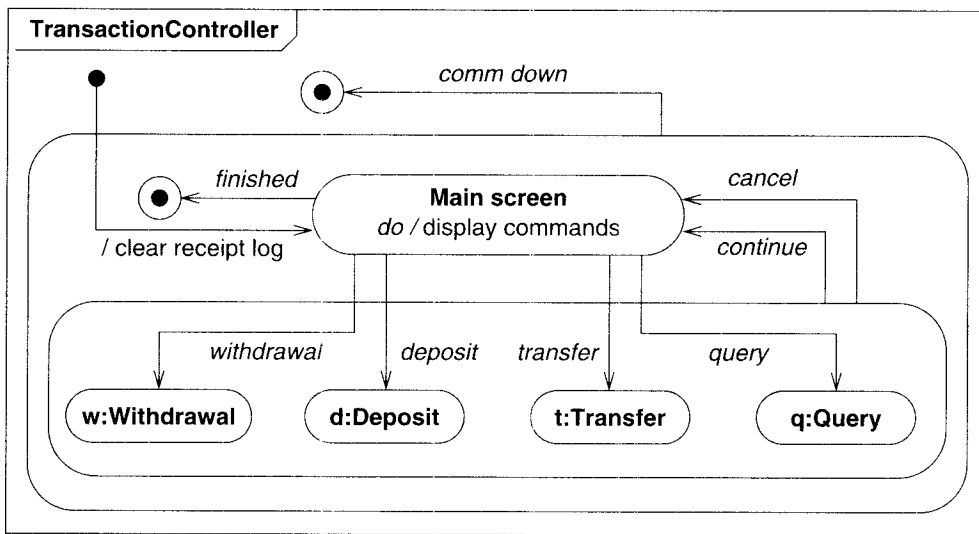 TransactionController
comm down
finished
Main screen
cancel
do / display commands
/ clear receipt log
continue
withdrawal
deposit
transfer
query
w:Withdrawal
d:Deposit
t:Transfer
q:Query